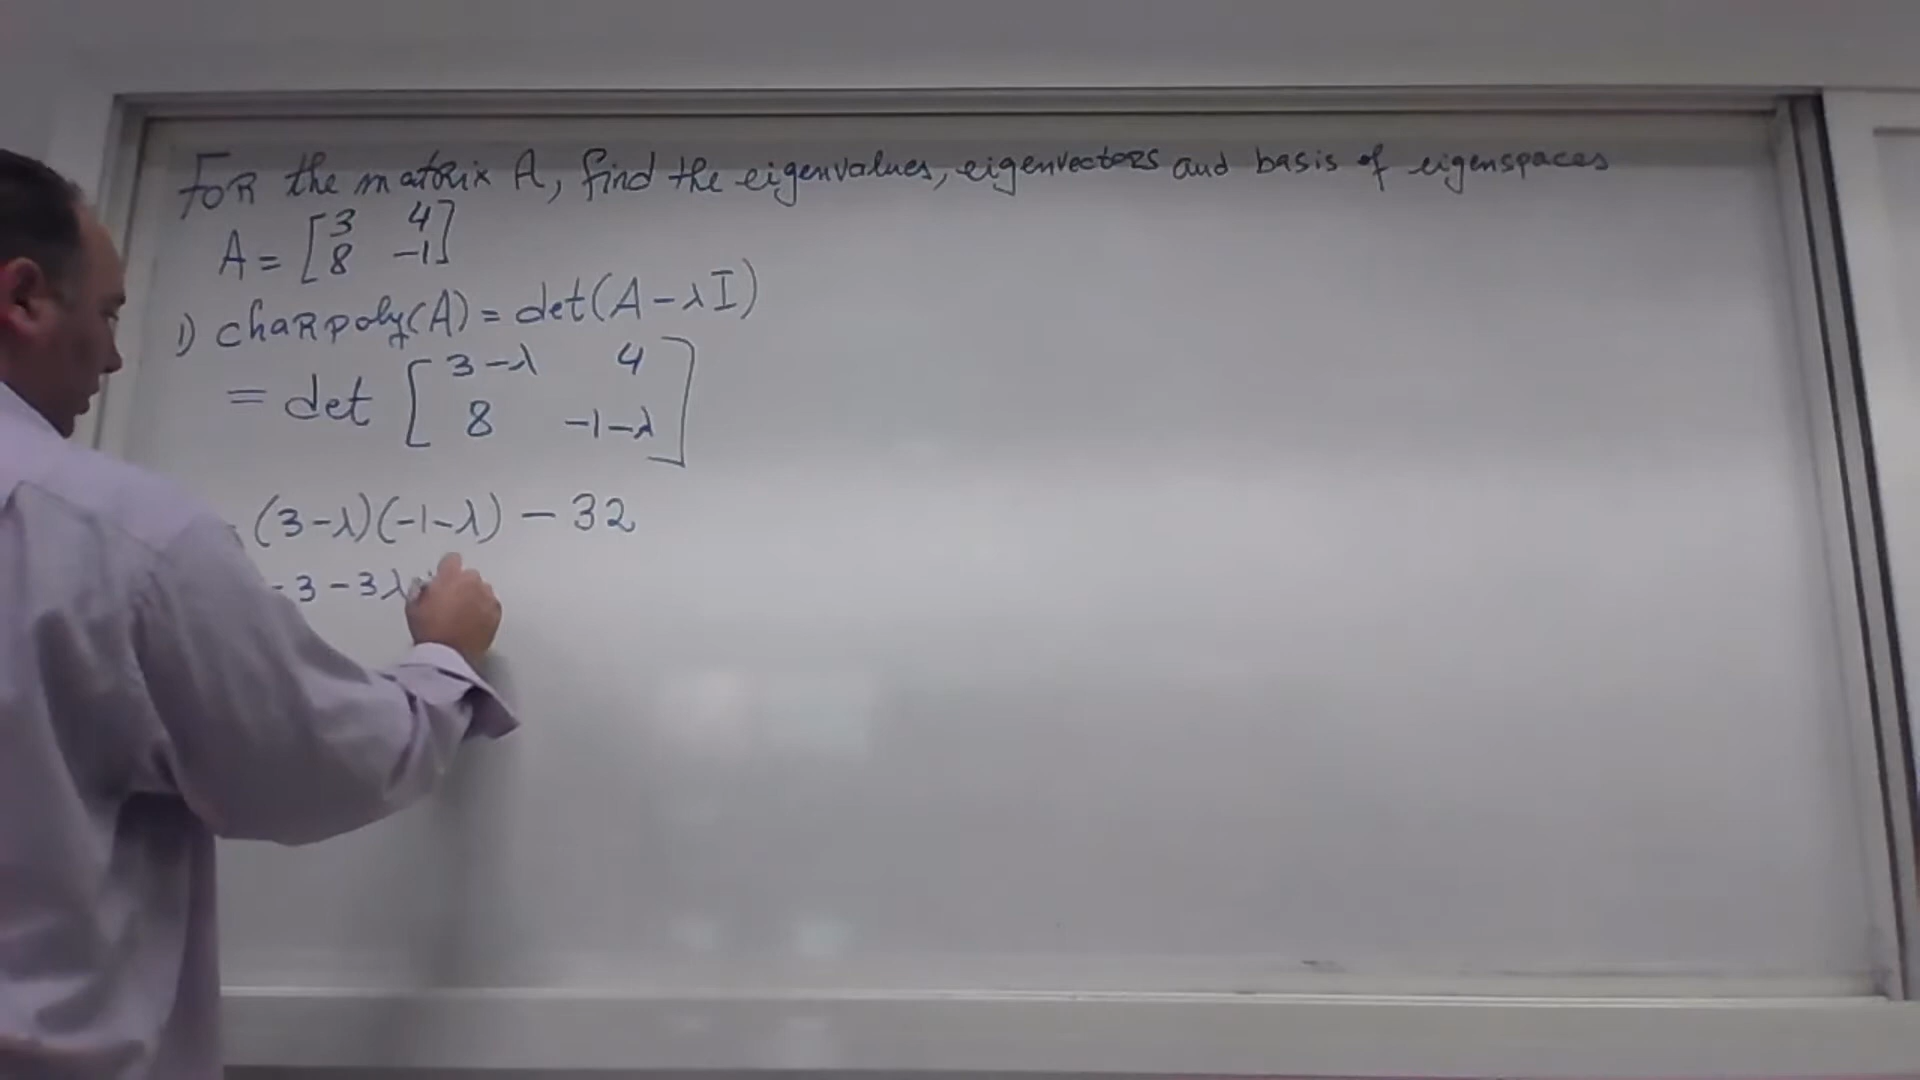 For the matrix A, find the eigenvalues, eigenvectors and basis of eigenspaces
A = [3 4
8 -1]
1) charpoly(A) = det(A - λI)
= det [3-λ 4
8 -1-λ]
(3-λ)(-1-λ) - 32
-3 - 3λ